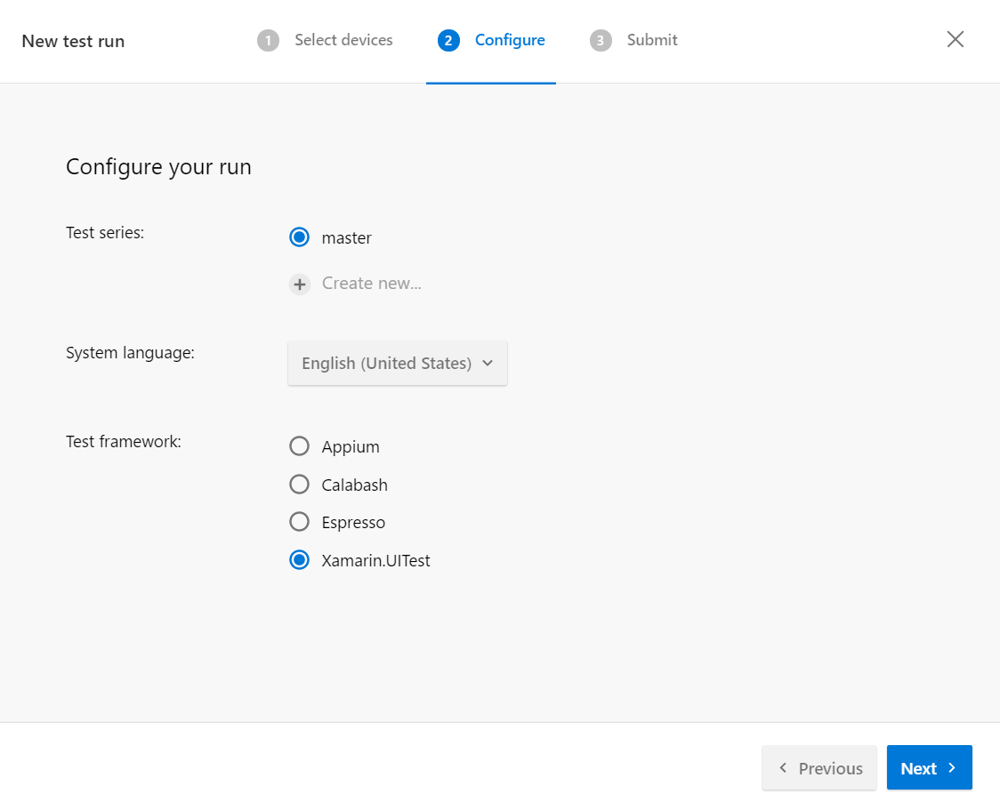 New test run
1 Select devices
2 Configure
3 Submit
Configure your run
Test series:
master
Create new...
System language:
English (United States)
Test framework:
Appium
Calabash
Espresso
Xamarin.UITest
Previous
Next